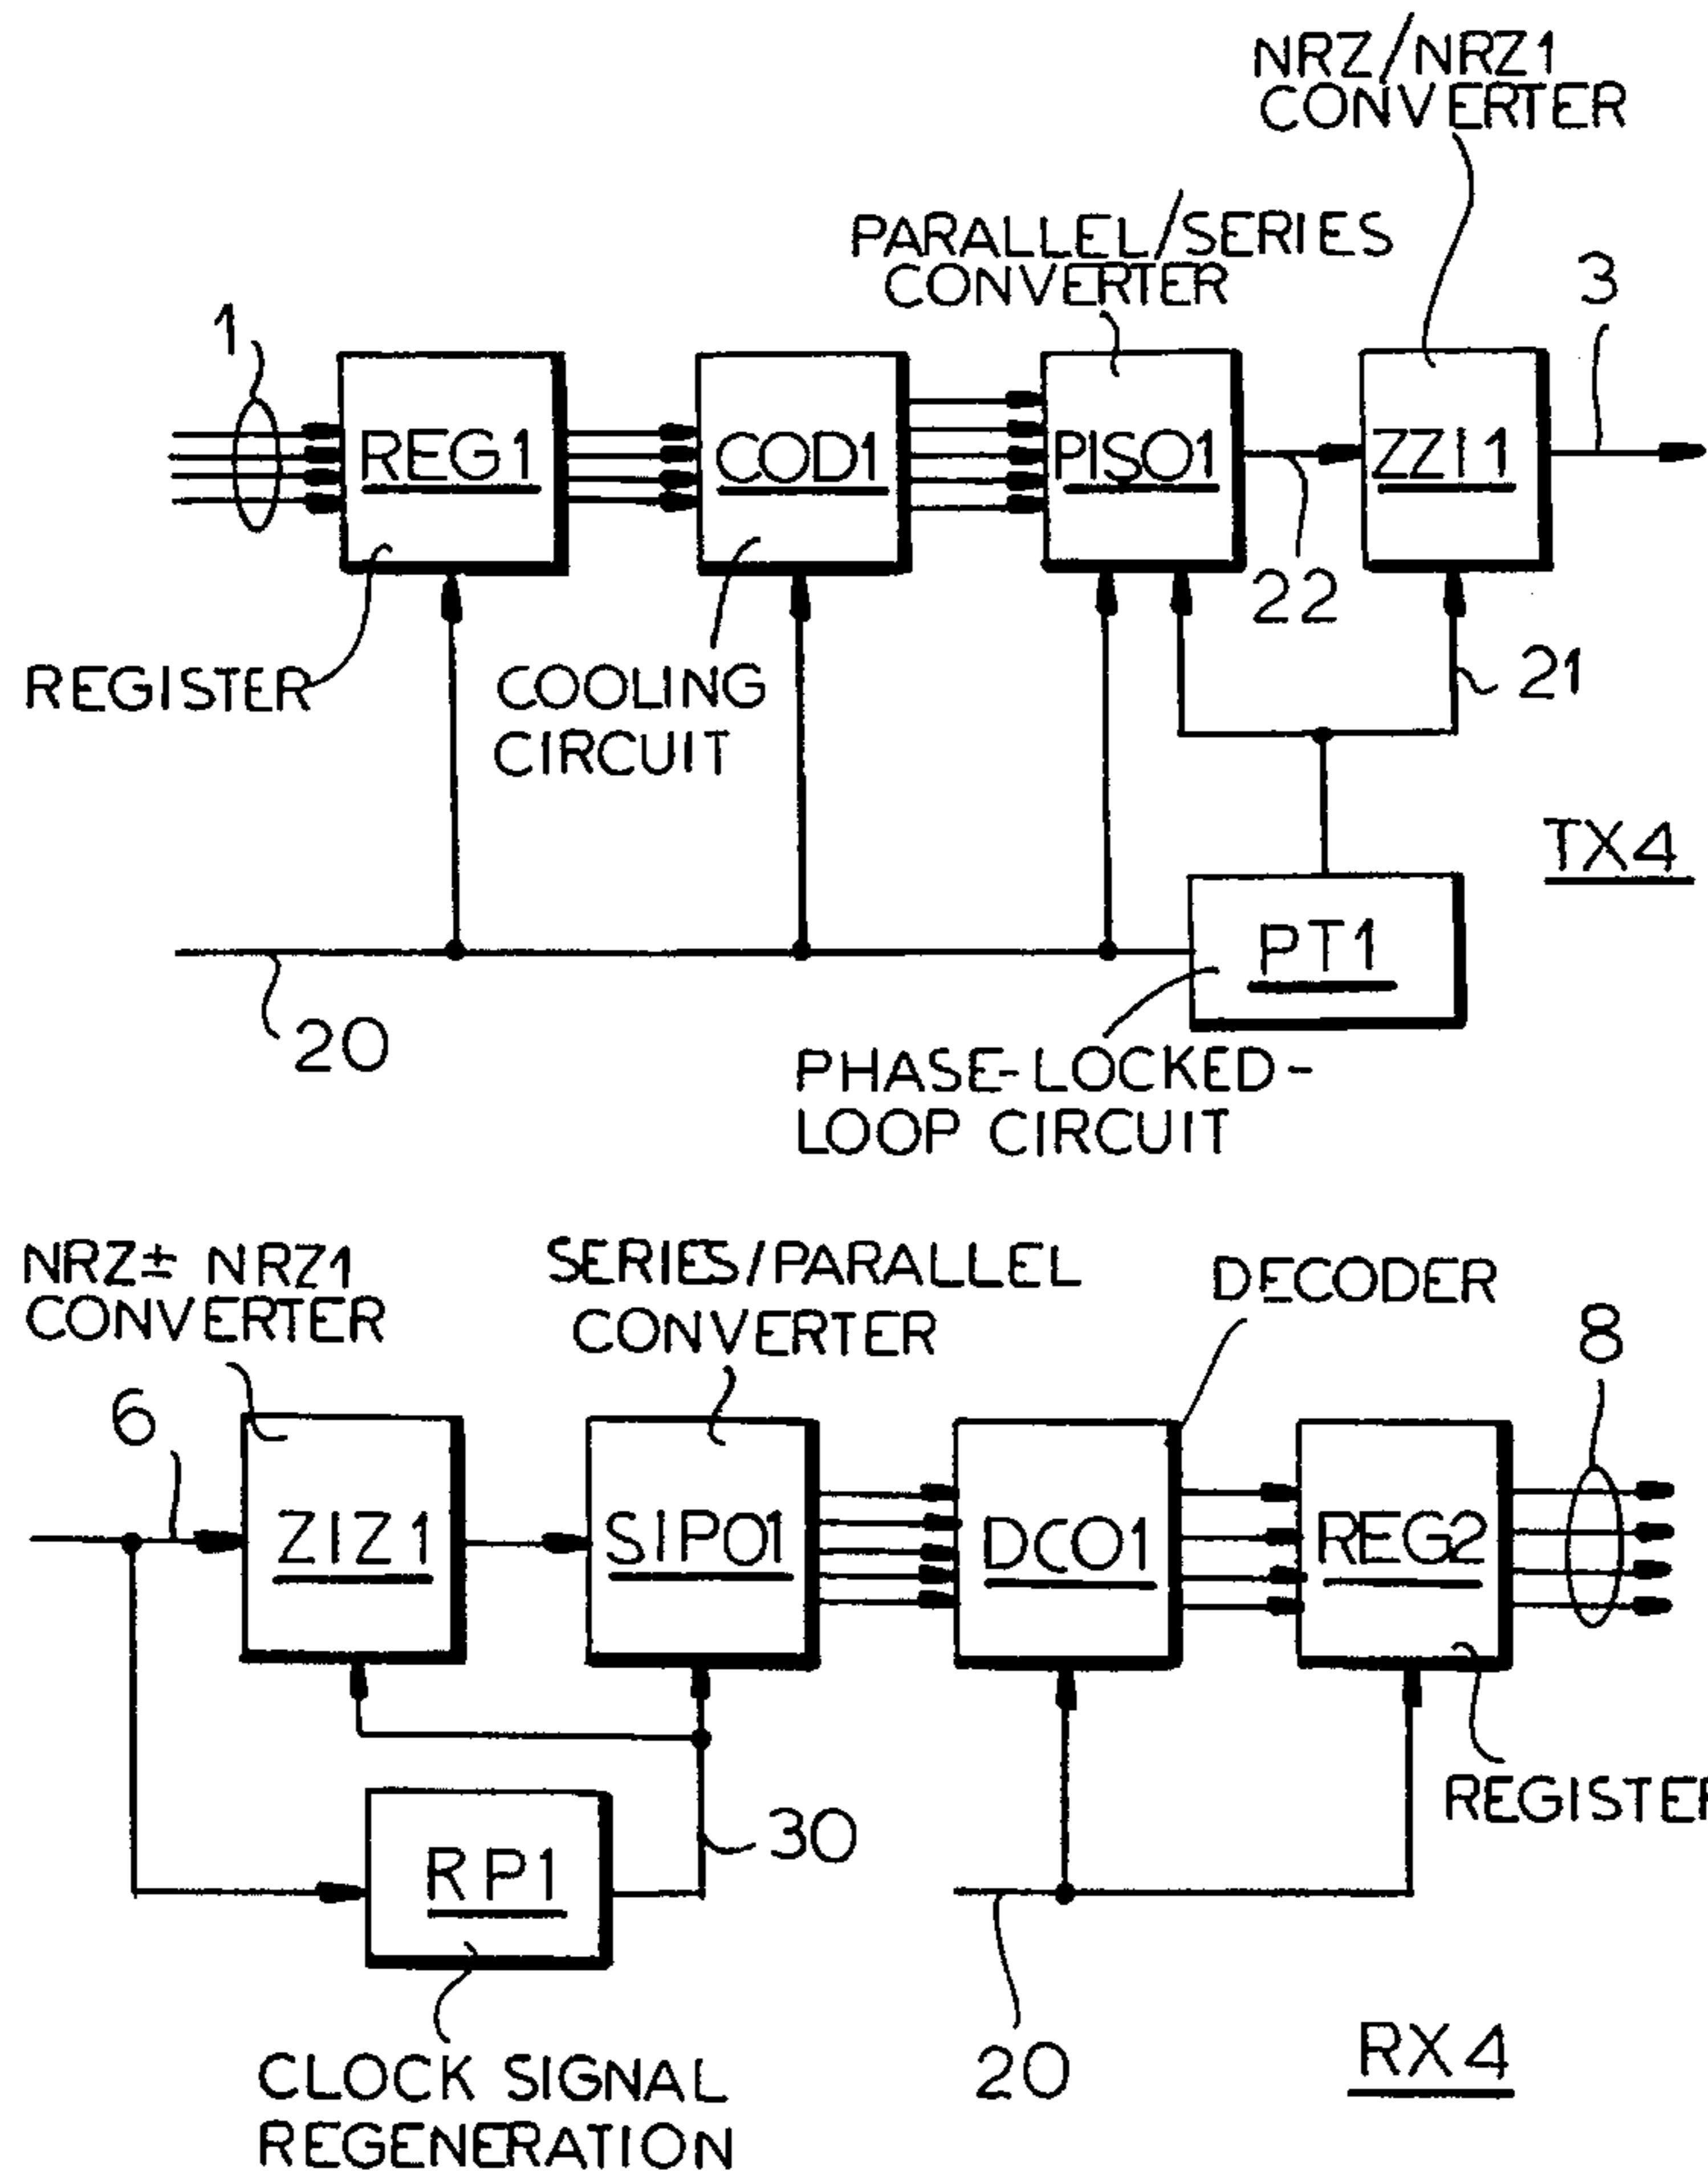 NRZ/NRZ1
CONVERTER
PARALLEL/SERIES
CONVERTER
3
1
REG1
COD1
PISO1
ZZI1
22
21
REGISTER
COOLING
CIRCUIT
TX4
PT1
20
PHASE-LOCKED-
LOOP CIRCUIT
NRZ± NRZ1
CONVERTER
SERIES/PARALLEL
CONVERTER
DECODER
8
6
ZIZ1
SIPO1
DCO1
REG2
REGISTER
30
RP1
20
RX4
CLOCK SIGNAL
REGENERATION